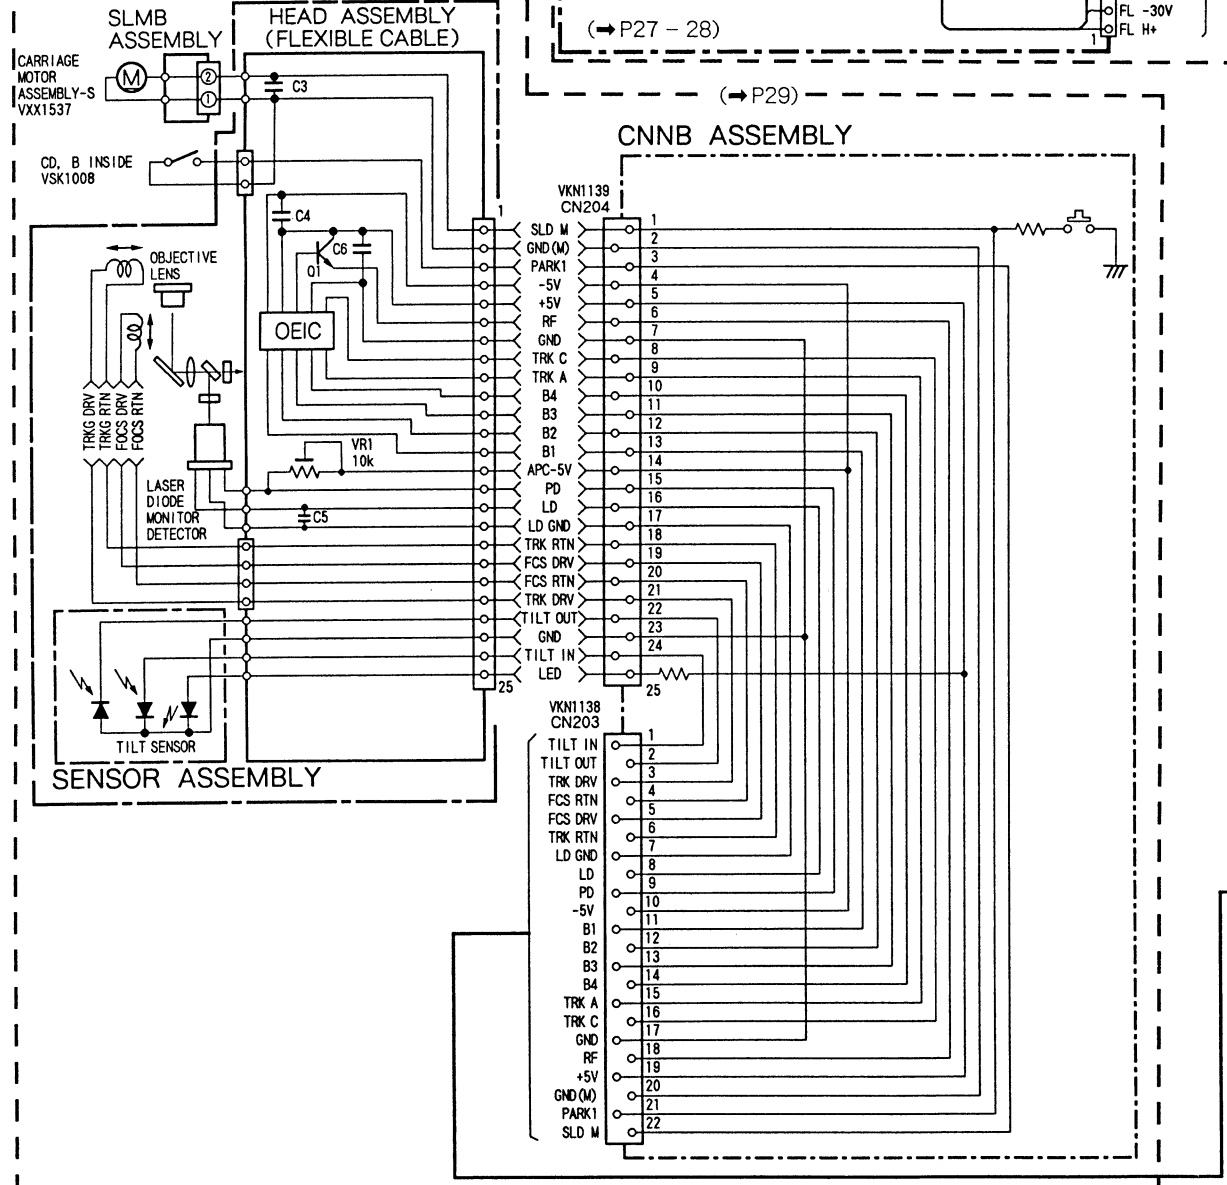 SLMB
ASSEMBLY
HEAD ASSEMBLY
(FLEXIBLE CABLE)
(➡P27 – 28)
FL -30V
FL H+
1
CARRIAGE
MOTOR
ASSEMBLY-S
VXX1537
M
2
1
C3
(➡P29)
CNNB ASSEMBLY
CD, B INSIDE
VSK1008
VKN1139
CN204
C4
C6
Q1
OBJECTIVE
LENS
OEIC
TRKG DRV
TRKG RTN
FOCS DRV
FOCS RTN
VR1
10k
LASER
DIODE
MONITOR
DETECTOR
C5
1
SLD M
1
GND(M)
2
PARK1
3
-5V
4
+5V
5
RF
6
GND
7
TRK C
8
TRK A
9
B4
10
B3
11
B2
12
B1
13
APC-5V
14
PD
15
LD
16
LD GND
17
TRK RTN
18
FCS DRV
19
FCS RTN
20
TRK DRV
21
TILT OUT
22
GND
23
TILT IN
24
LED
25
25
TILT SENSOR
SENSOR ASSEMBLY
VKN1138
CN203
TILT IN
1
TILT OUT
2
TRK DRV
3
FCS RTN
4
FCS DRV
5
TRK RTN
6
LD GND
7
LD
8
PD
9
-5V
10
B1
11
B2
12
B3
13
B4
14
TRK A
15
TRK C
16
GND
17
RF
18
+5V
19
GND(M)
20
PARK1
21
SLD M
22